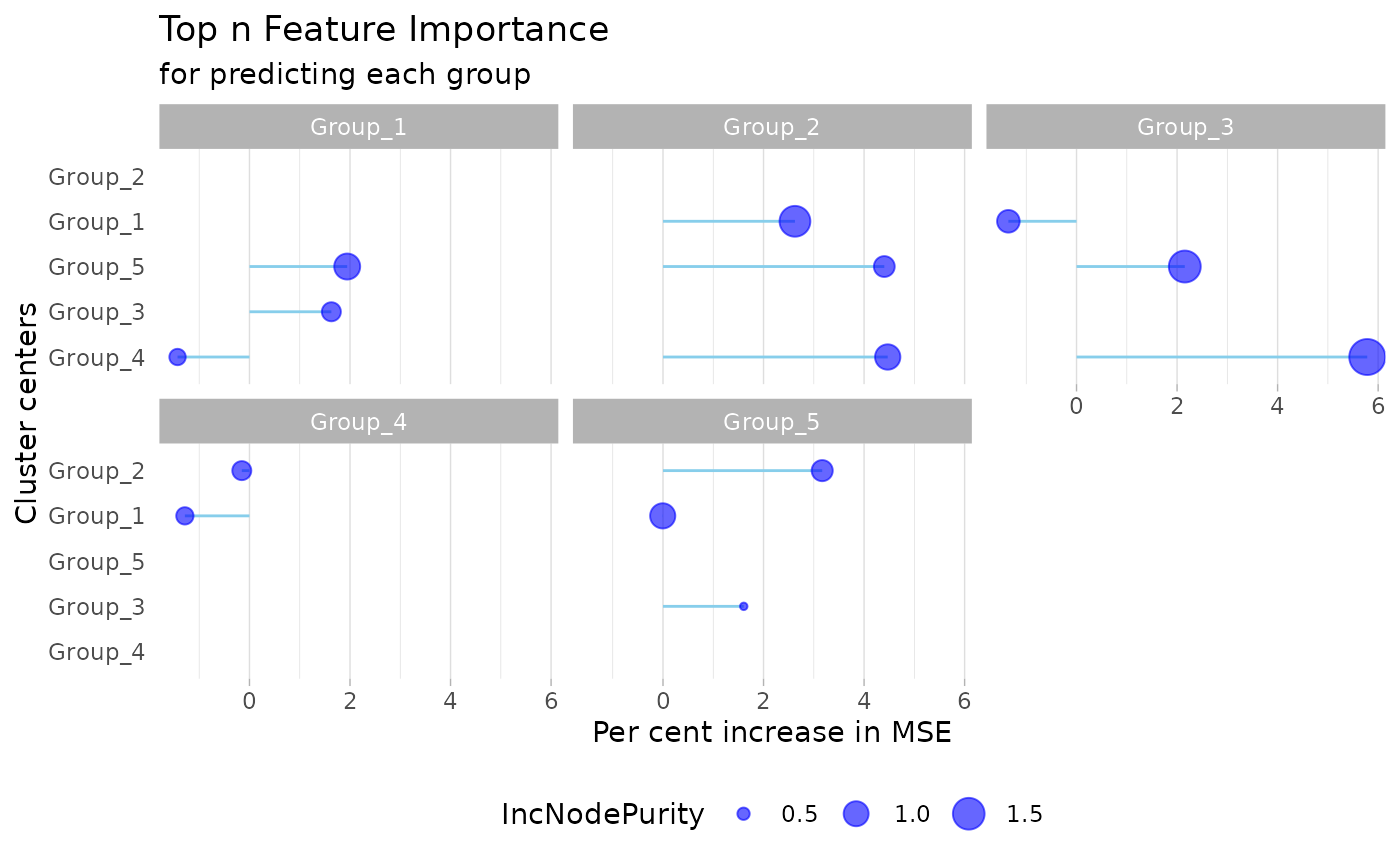 Top n Feature Importance
for predicting each group
Group_1 Group_2 Group_3
Group_2
Group_1
Group_5
Group_3
Group_4
0 2 4 6
Group_4 Group_5
Group_2
Group_1
Group_5
Group_3
Group_4
0 2 4 6 0 2 4 6
Cluster centers
Per cent increase in MSE
IncNodePurity 0.5 1.0 1.5